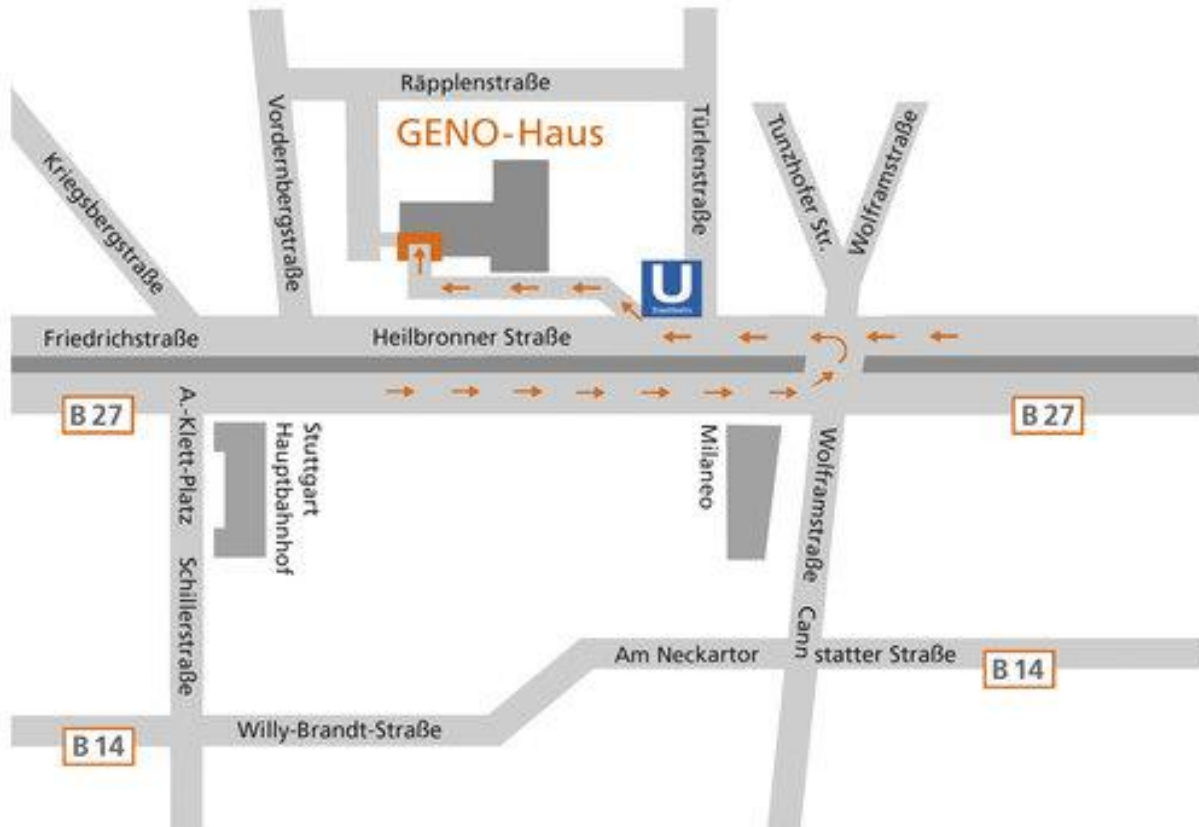 Räpplenstraße
GENO-Haus
Vordernbergstraße
Türlenstraße
Tunzhofer Str.
Wolframstraße
Kriegsbergstraße
U
Friedrichstraße
Heilbronner Straße
B 27
B 27
A.-Klett-Platz
Stuttgart
Hauptbahnhof
Milaneo
Wolframstraße
Schillerstraße
Cann
Am Neckartor
statter Straße
B 14
Willy-Brandt-Straße
B 14